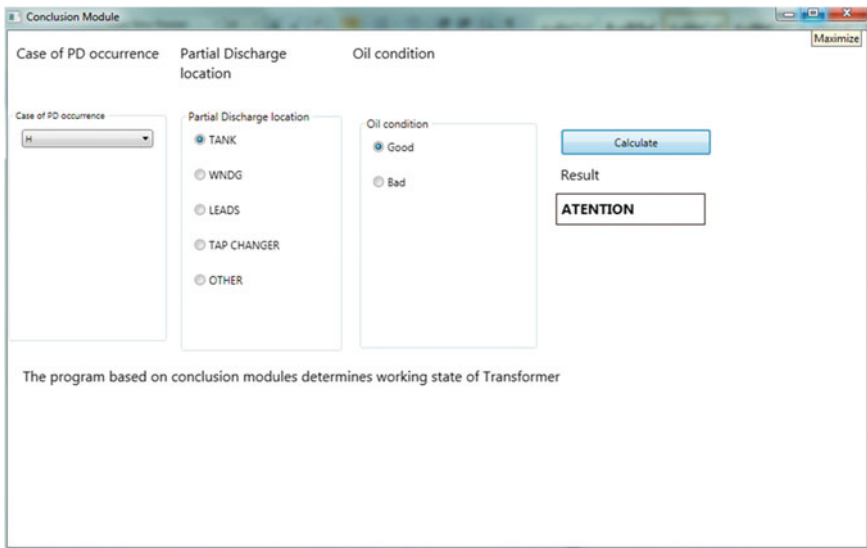 Conclusion Module
Maximize
Case of PD occurrence
Partial Discharge
location
Oil condition
Case of PD occurrence
H
Partial Discharge location
TANK
WNDG
LEADS
TAP CHANGER
OTHER
Oil condition
Good
Bad
Calculate
Result
ATENTION
The program based on conclusion modules determines working state of Transformer